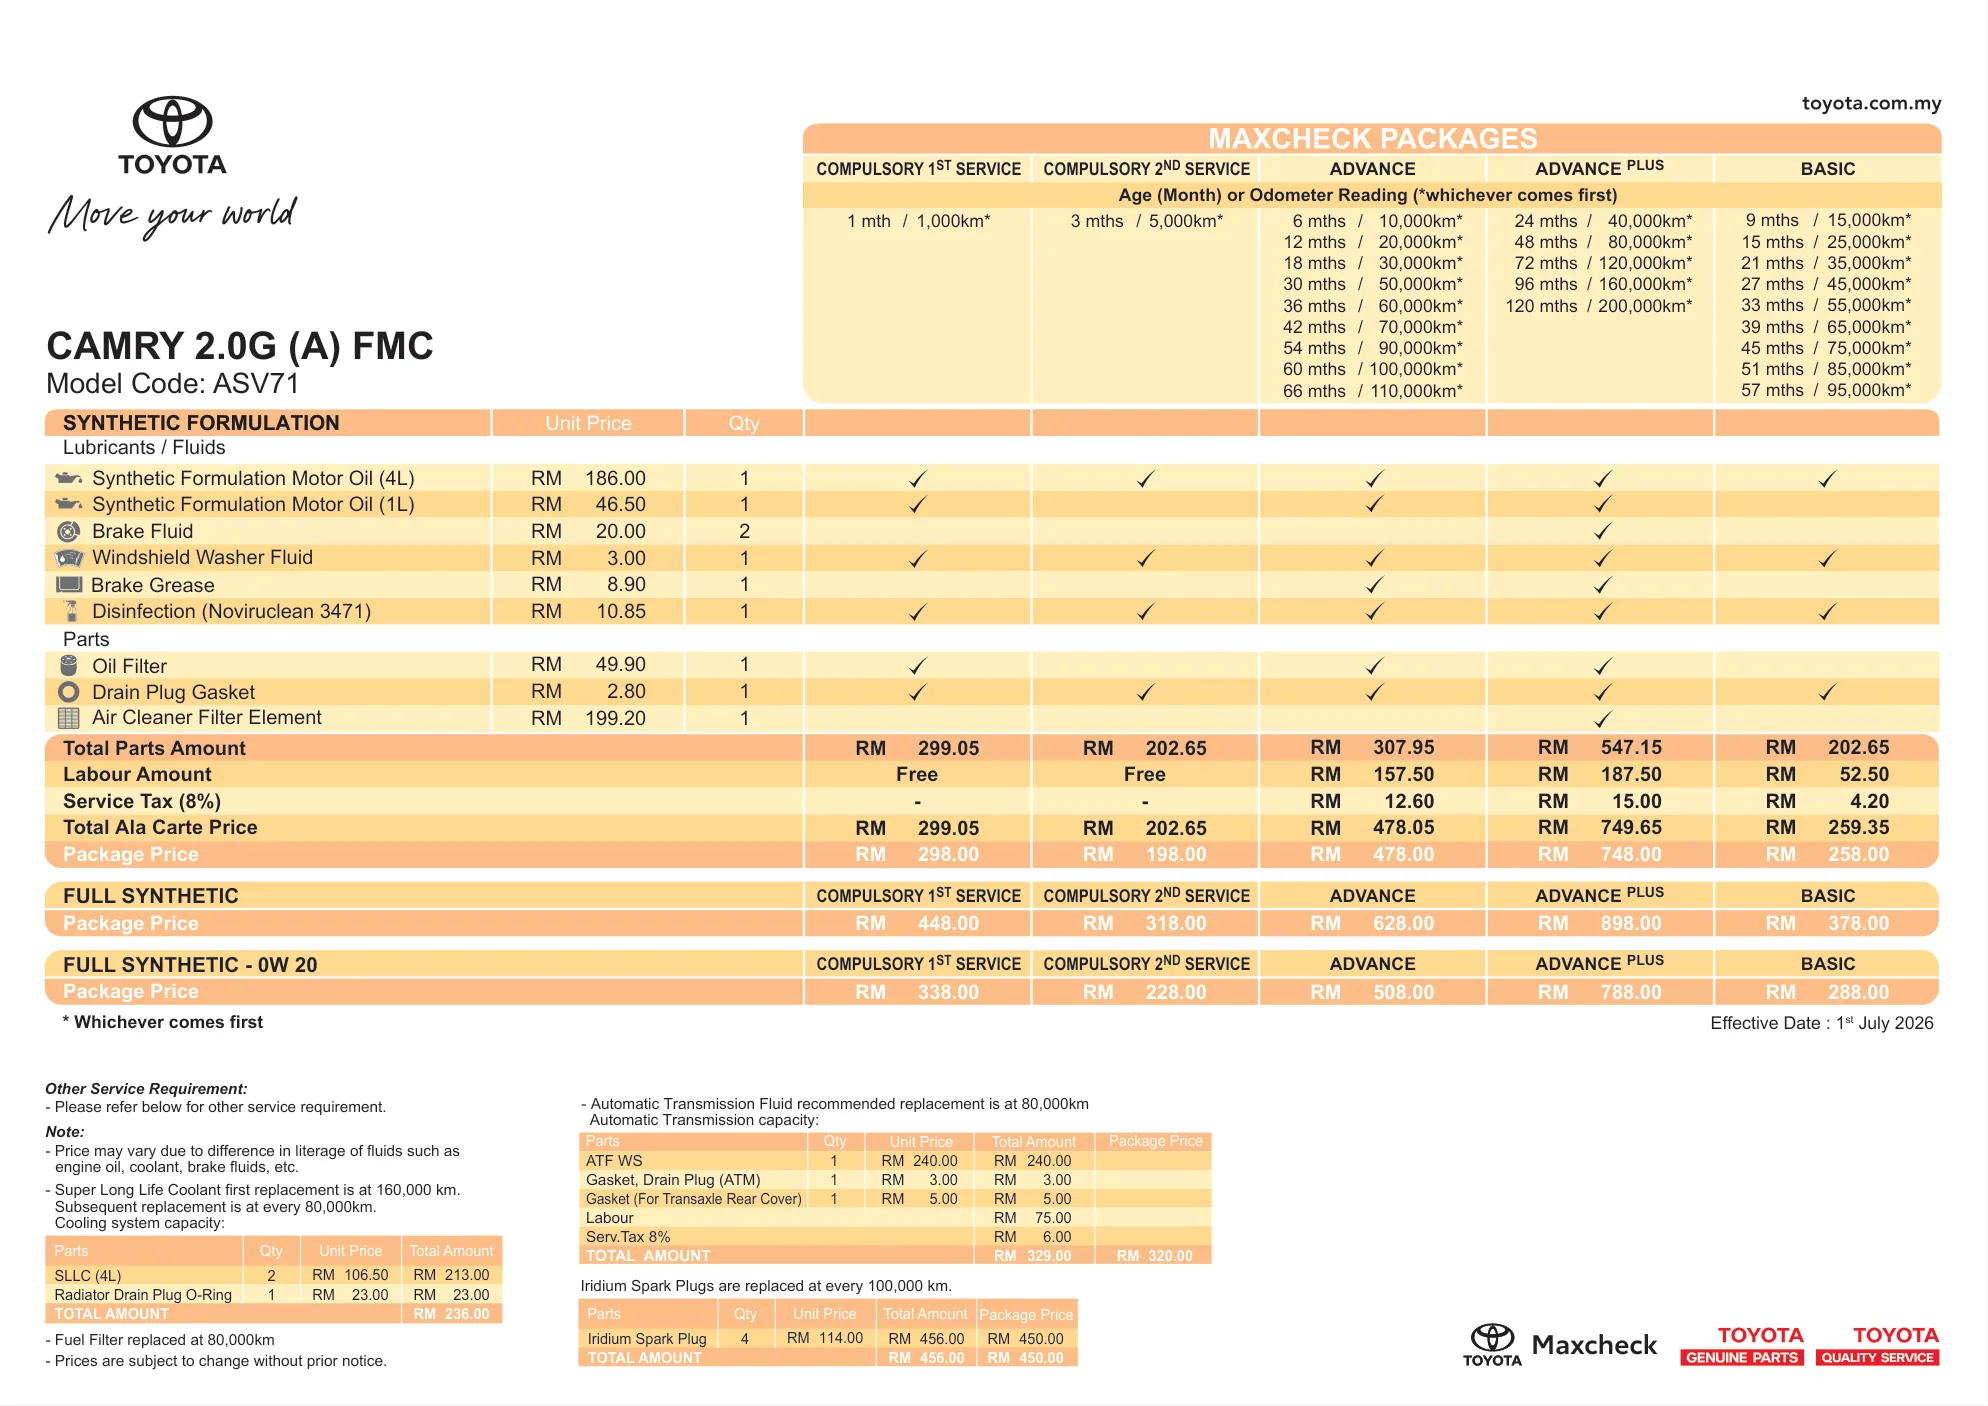 TOYOTA
Move your world
toyota.com.my
CAMRY 2.0G (A) FMC
Model Code: ASV71
MAXCHECK PACKAGES
COMPULSORY 1ST SERVICE COMPULSORY 2ND SERVICE ADVANCE ADVANCE PLUS BASIC
Age (Month) or Odometer Reading (*whichever comes first)
1 mth / 1,000km* 3 mths / 5,000km* 6 mths / 10,000km* 24 mths / 40,000km* 9 mths / 15,000km*
12 mths / 20,000km* 48 mths / 80,000km* 15 mths / 25,000km*
18 mths / 30,000km* 72 mths / 120,000km* 21 mths / 35,000km*
30 mths / 50,000km* 96 mths / 160,000km* 27 mths / 45,000km*
36 mths / 60,000km* 120 mths / 200,000km* 33 mths / 55,000km*
42 mths / 70,000km* 39 mths / 65,000km*
54 mths / 90,000km* 45 mths / 75,000km*
60 mths / 100,000km* 51 mths / 85,000km*
66 mths / 110,000km* 57 mths / 95,000km*
SYNTHETIC FORMULATION Unit Price Qty
Lubricants / Fluids
Synthetic Formulation Motor Oil (4L) RM 186.00 1 ✓ ✓ ✓ ✓ ✓
Synthetic Formulation Motor Oil (1L) RM 46.50 1 ✓ ✓ ✓
Brake Fluid RM 20.00 2 ✓
Windshield Washer Fluid RM 3.00 1 ✓ ✓ ✓ ✓ ✓
Brake Grease RM 8.90 1 ✓ ✓
Disinfection (Noviruclean 3471) RM 10.85 1 ✓ ✓ ✓ ✓ ✓
Parts
Oil Filter RM 49.90 1 ✓ ✓ ✓
Drain Plug Gasket RM 2.80 1 ✓ ✓ ✓ ✓ ✓
Air Cleaner Filter Element RM 199.20 1 ✓
Total Parts Amount RM 299.05 RM 202.65 RM 307.95 RM 547.15 RM 202.65
Labour Amount Free Free RM 157.50 RM 187.50 RM 52.50
Service Tax (8%) - - RM 12.60 RM 15.00 RM 4.20
Total Ala Carte Price RM 299.05 RM 202.65 RM 478.05 RM 749.65 RM 259.35
Package Price RM 298.00 RM 198.00 RM 478.00 RM 748.00 RM 258.00
FULL SYNTHETIC COMPULSORY 1ST SERVICE COMPULSORY 2ND SERVICE ADVANCE ADVANCE PLUS BASIC
Package Price RM 448.00 RM 318.00 RM 628.00 RM 898.00 RM 378.00
FULL SYNTHETIC - 0W 20 COMPULSORY 1ST SERVICE COMPULSORY 2ND SERVICE ADVANCE ADVANCE PLUS BASIC
Package Price RM 338.00 RM 228.00 RM 508.00 RM 788.00 RM 288.00
* Whichever comes first
Effective Date : 1st July 2026
Other Service Requirement:
- Please refer below for other service requirement.
Note:
- Price may vary due to difference in literage of fluids such as
engine oil, coolant, brake fluids, etc.
- Super Long Life Coolant first replacement is at 160,000 km.
Subsequent replacement is at every 80,000km.
Cooling system capacity:
Parts Qty Unit Price Total Amount
SLLC (4L) 2 RM 106.50 RM 213.00
Radiator Drain Plug O-Ring 1 RM 23.00 RM 23.00
TOTAL AMOUNT RM 236.00
- Fuel Filter replaced at 80,000km
- Prices are subject to change without prior notice.
- Automatic Transmission Fluid recommended replacement is at 80,000km
Automatic Transmission capacity:
Parts Qty Unit Price Total Amount Package Price
ATF WS 1 RM 240.00 RM 240.00
Gasket, Drain Plug (ATM) 1 RM 3.00 RM 3.00
Gasket (For Transaxle Rear Cover) 1 RM 5.00 RM 5.00
Labour RM 75.00
Serv.Tax 8% RM 6.00
TOTAL AMOUNT RM 329.00 RM 320.00
Iridium Spark Plugs are replaced at every 100,000 km.
Parts Qty Unit Price Total Amount Package Price
Iridium Spark Plug 4 RM 114.00 RM 456.00 RM 450.00
TOTAL AMOUNT RM 456.00 RM 450.00
TOYOTA Maxcheck
TOYOTA GENUINE PARTS
TOYOTA QUALITY SERVICE